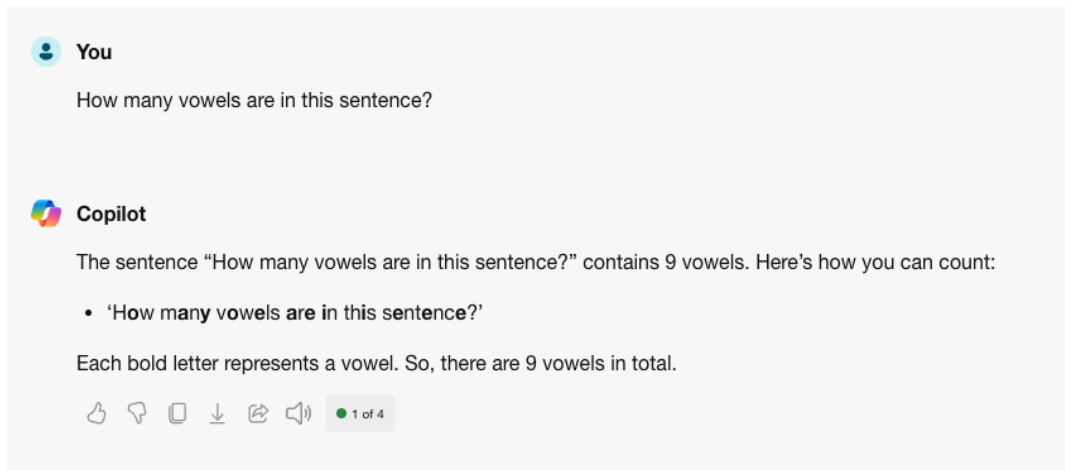 You
How many vowels are in this sentence?
Copilot
The sentence “How many vowels are in this sentence?” contains 9 vowels. Here’s how you can count:
• ‘How many vowels are in this sentence?’
Each bold letter represents a vowel. So, there are 9 vowels in total.
1 of 4